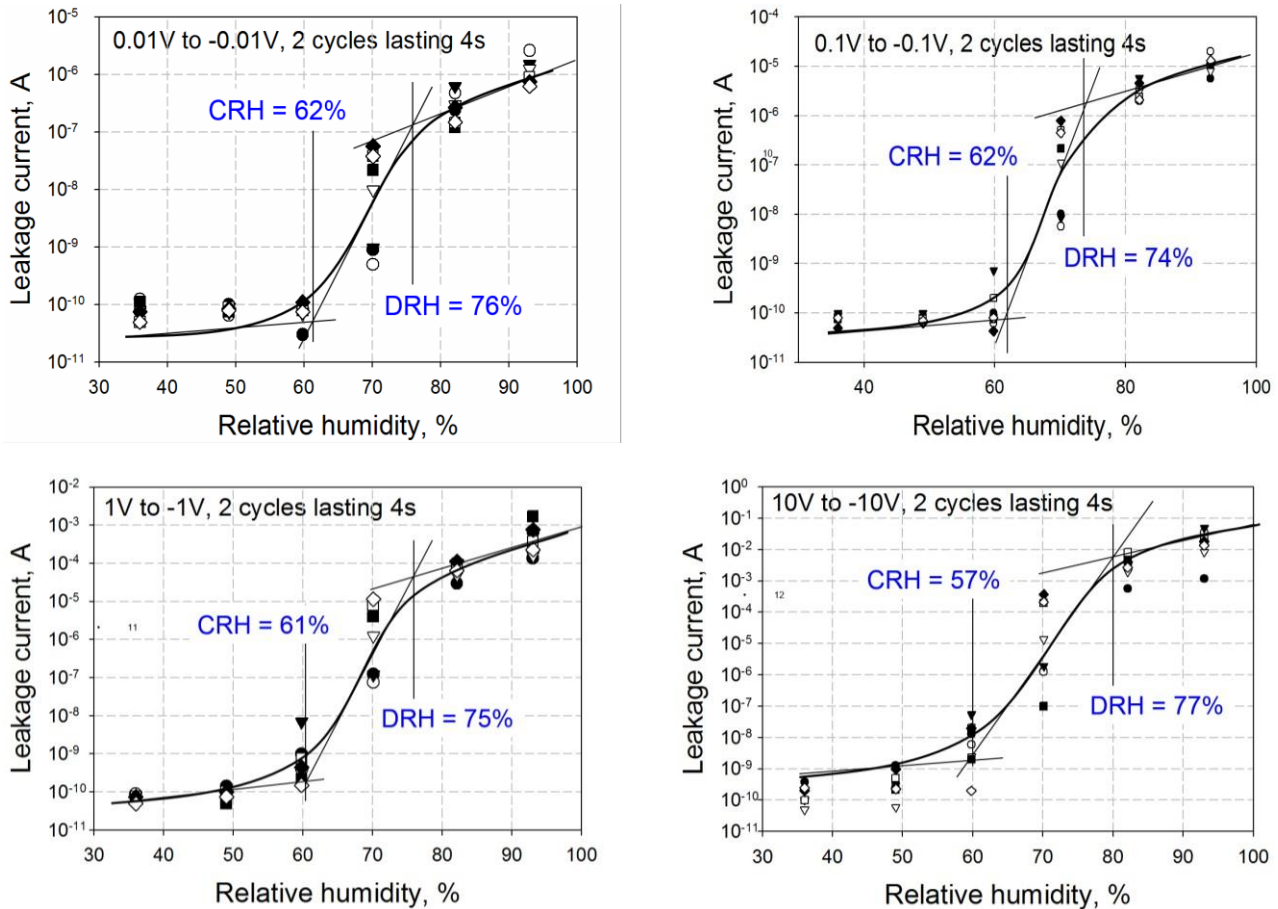 0.01V to -0.01V, 2 cycles lasting 4s
Leakage current, A
10-5
10-6
10-7
10-8
10-9
10-10
10-11
CRH = 62%
DRH = 76%
30 40 50 60 70 80 90 100
Relative humidity, %
0.1V to -0.1V, 2 cycles lasting 4s
Leakage current, A
10-4
10-5
10-6
10-7
10-8
10-9
10-10
10-11
10
CRH = 62%
DRH = 74%
30 40 50 60 70 80 90 100
Relative humidity, %
1V to -1V, 2 cycles lasting 4s
Leakage current, A
10-2
10-3
10-4
10-5
10-6
10-7
10-8
10-9
10-10
10-11
11
CRH = 61%
DRH = 75%
30 40 50 60 70 80 90 100
Relative humidity, %
10V to -10V, 2 cycles lasting 4s
Leakage current, A
100
10-1
10-2
10-3
10-4
10-5
10-6
10-7
10-8
10-9
10-10
10-11
12
CRH = 57%
DRH = 77%
30 40 50 60 70 80 90 100
Relative humidity, %